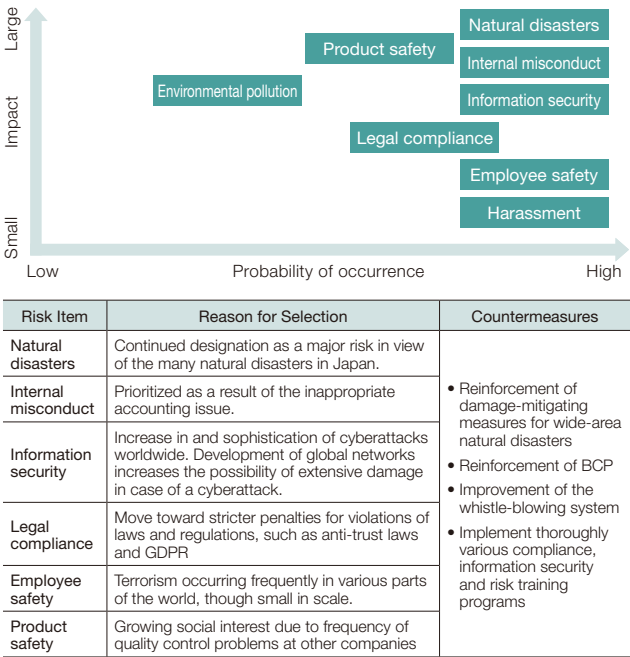 Large
Impact
Small
Natural disasters
Product safety
Internal misconduct
Environmental pollution
Information security
Legal compliance
Employee safety
Harassment
Low
Probability of occurrence
High
Risk Item
Reason for Selection
Countermeasures
Natural
disasters
Continued designation as a major risk in view
of the many natural disasters in Japan.
Internal
misconduct
Prioritized as a result of the inappropriate
accounting issue.
Information
security
Increase in and sophistication of cyberattacks
worldwide. Development of global networks
increases the possibility of extensive damage
in case of a cyberattack.
Legal
compliance
Move toward stricter penalties for violations of
laws and regulations, such as anti-trust laws
and GDPR
Employee
safety
Terrorism occurring frequently in various parts
of the world, though small in scale.
Product
safety
Growing social interest due to frequency of
quality control problems at other companies
• Reinforcement of
damage-mitigating
measures for wide-area
natural disasters
• Reinforcement of BCP
• Improvement of the
whistle-blowing system
• Implement thoroughly
various compliance,
information security
and risk training
programs